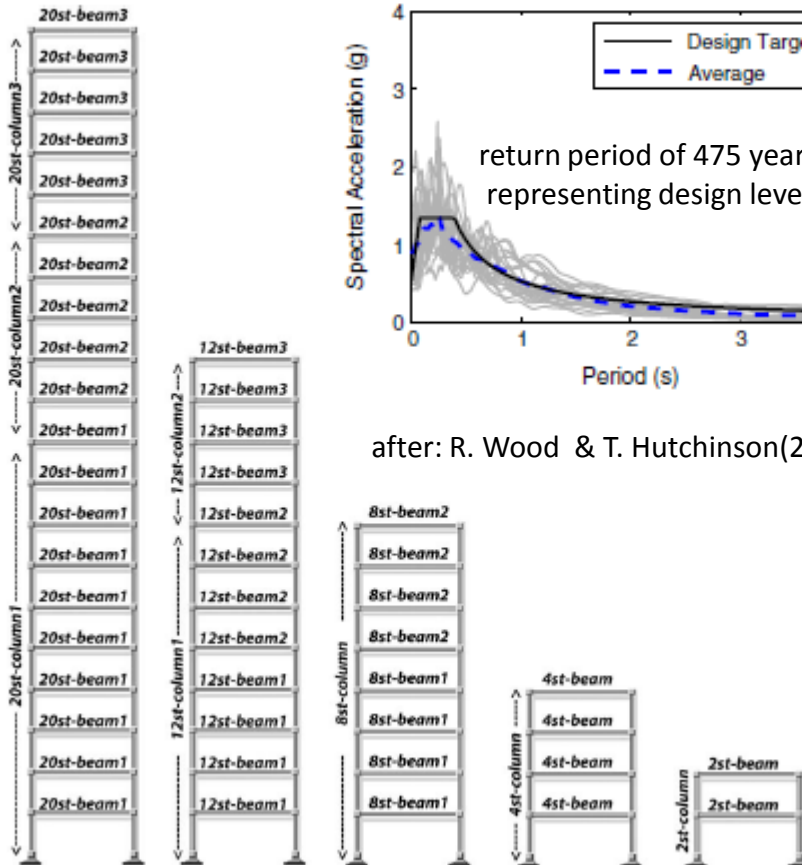 20st-beam3
20st-beam3
20st-beam3
20st-beam3
20st-beam3
20st-beam2
20st-beam2
20st-beam2
20st-beam2
20st-beam2
20st-beam1
20st-beam1
20st-beam1
20st-beam1
20st-beam1
20st-beam1
20st-beam1
20st-beam1
20st-beam1
20st-beam1
20st-column3
20st-column2
20st-column1
12st-beam3
12st-beam3
12st-beam3
12st-beam3
12st-beam2
12st-beam2
12st-beam2
12st-beam2
12st-beam1
12st-beam1
12st-beam1
12st-beam1
12st-column2
12st-column1
8st-beam2
8st-beam2
8st-beam2
8st-beam2
8st-beam1
8st-beam1
8st-beam1
8st-beam1
8st-column
4st-beam
4st-beam
4st-beam
4st-beam
4st-column
2st-beam
2st-beam
2st-column
Spectral Acceleration (g)
4
3
2
1
0
0 1 2 3
Period (s)
Design Targe
Average
return period of 475 year
representing design leve
after: R. Wood & T. Hutchinson(2